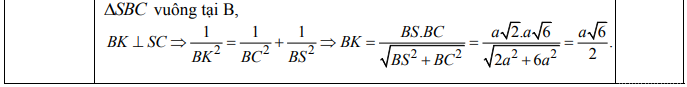 ΔSBC vuông tại B,
BK ⊥ SC ⇒ 1/BK² = 1/BC² + 1/BS² ⇒ BK = BS.BC/√(BS² + BC²) = a√2.a√6/√(2a² + 6a²) = a√6/2.